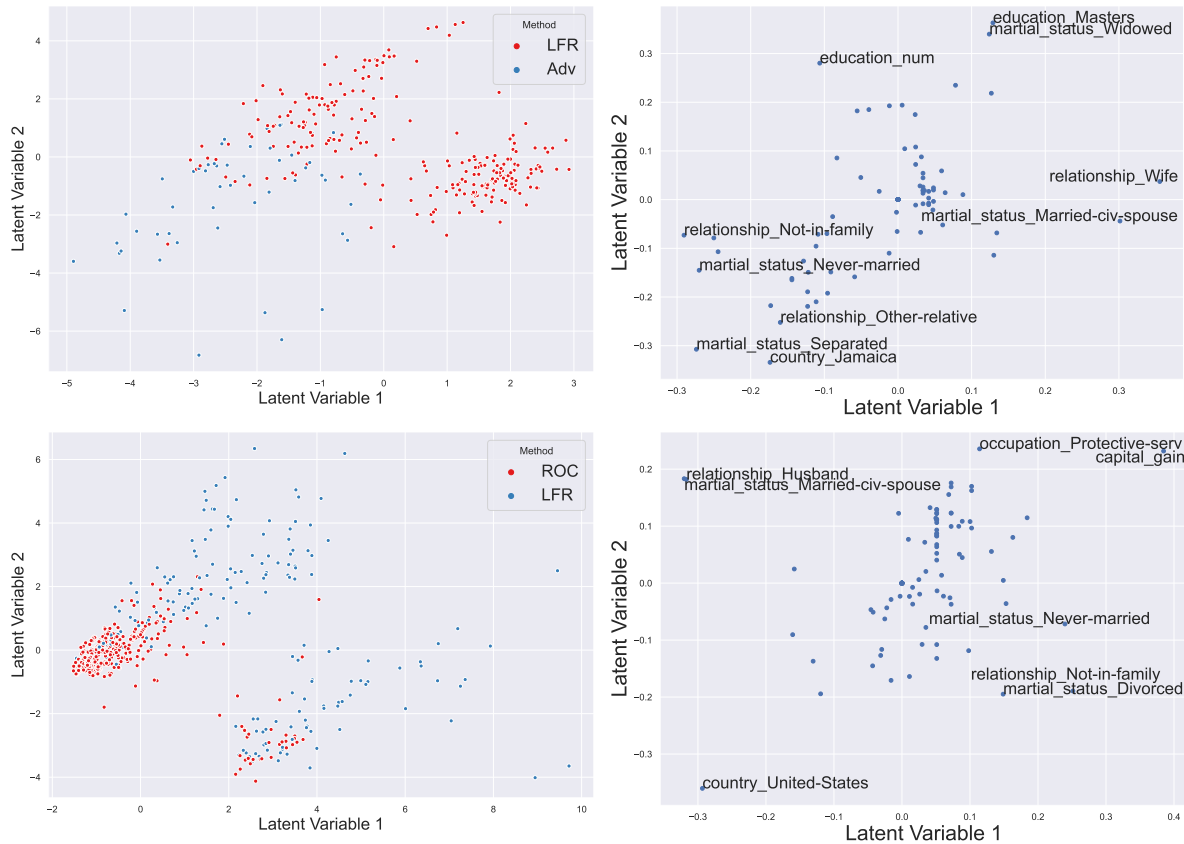 Method
LFR
Adv
4
2
0
−2
−4
−6
Latent Variable 2
−5
−4
−3
−2
−1
0
1
2
3
Latent Variable 1
education_Masters
martial_status_Widowed
education_num
relationship_Wife
martial_status_Married-civ-spouse
relationship_Not-in-family
martial_status_Never-married
relationship_Other-relative
martial_status_Separated
country_Jamaica
0.3
0.2
0.1
0.0
−0.1
−0.2
−0.3
Latent Variable 2
−0.3
−0.2
−0.1
0.0
0.1
0.2
0.3
Latent Variable 1
Method
ROC
LFR
6
4
2
0
−2
−4
Latent Variable 2
−2
0
2
4
6
8
10
Latent Variable 1
occupation_Protective-serv
capital_gain
relationship_Husband
martial_status_Married-civ-spouse
martial_status_Never-married
relationship_Not-in-family
martial_status_Divorced
country_United-States
0.2
0.1
0.0
−0.1
−0.2
−0.3
Latent Variable 2
−0.3
−0.2
−0.1
0.0
0.1
0.2
0.3
0.4
Latent Variable 1